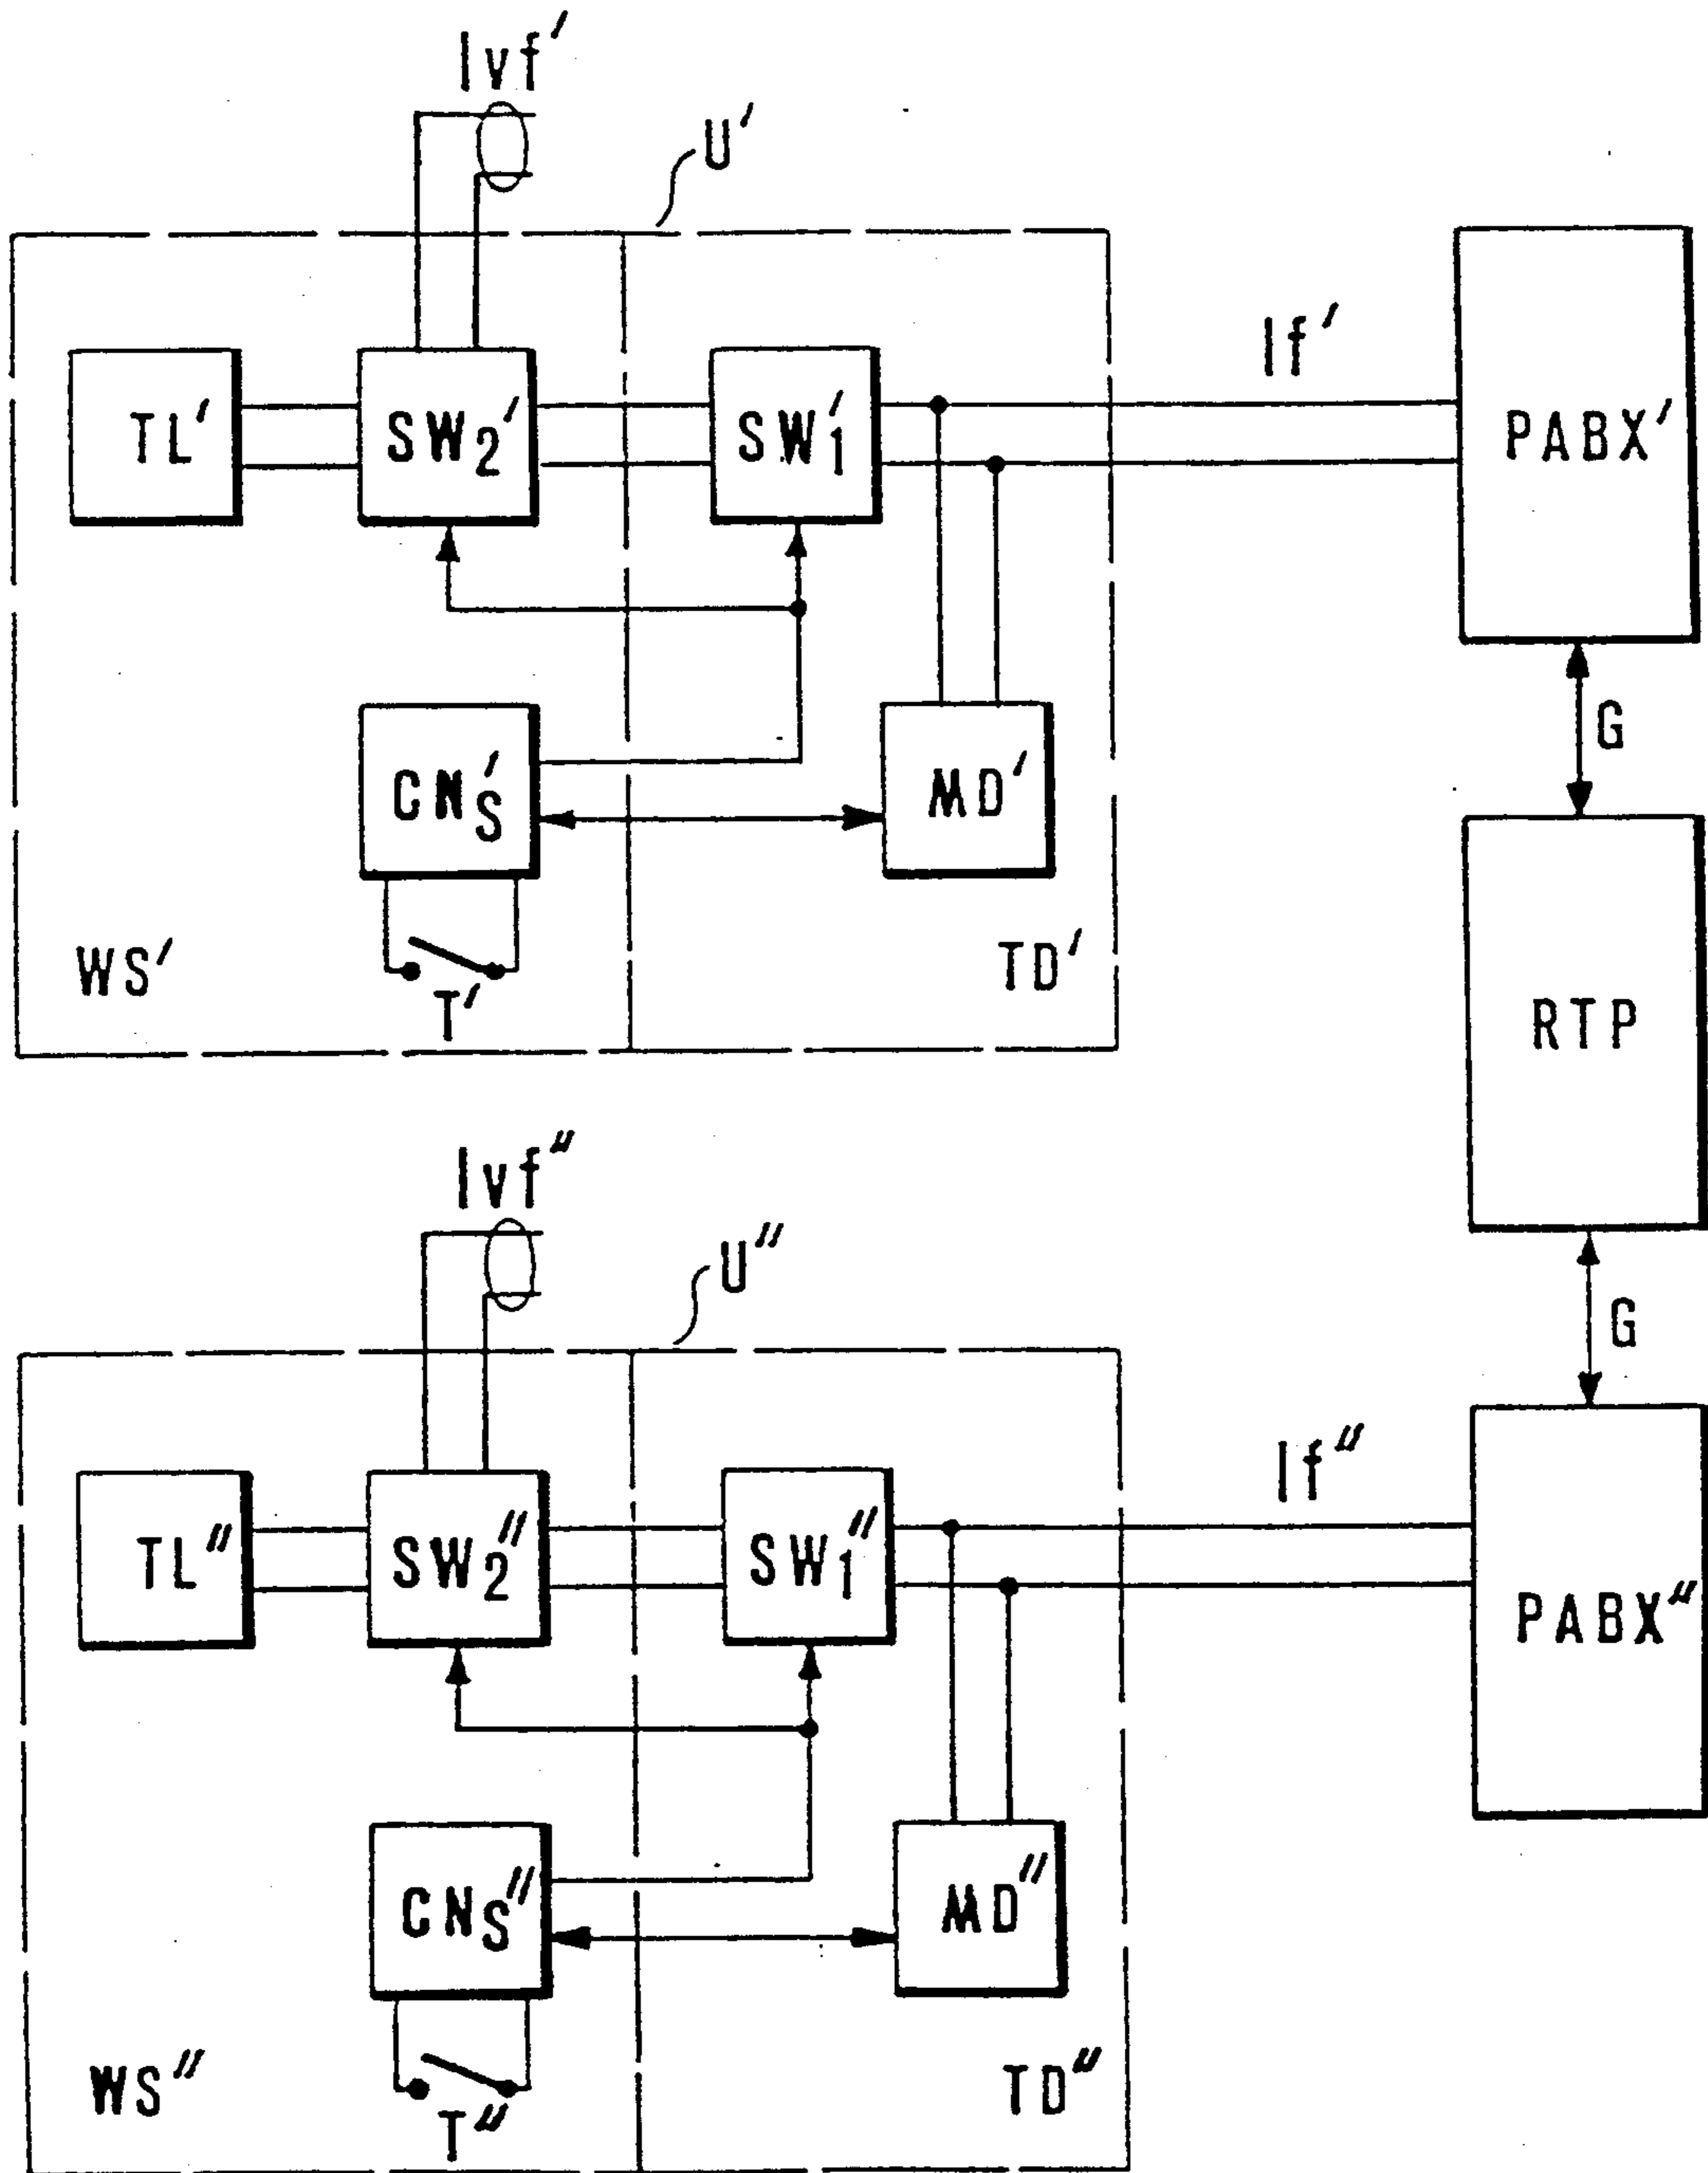 lvf'
U'
lf'
TL'
SW2'
SW1'
PABX'
G
CNS'
MD'
WS'
T'
TD'
RTP
lvf"
U"
G
lf"
TL"
SW2"
SW1"
PABX"
CNS"
MD"
WS"
T"
TD"